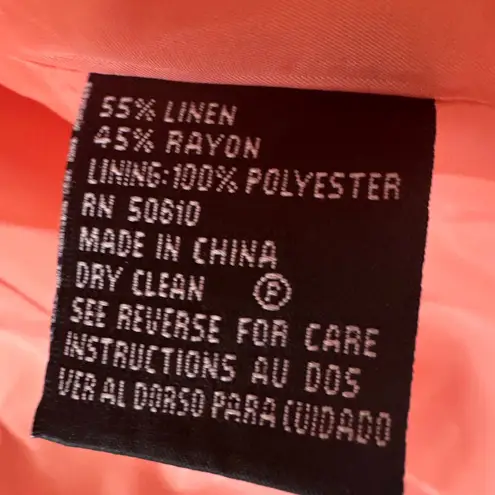 55% LINEN
45% RAYON
LINING: 100% POLYESTER
RN 50610
MADE IN CHINA
DRY CLEAN Ⓟ
SEE REVERSE FOR CARE
INSTRUCTIONS AU DOS
VER AL DORSO PARA CUIDADO